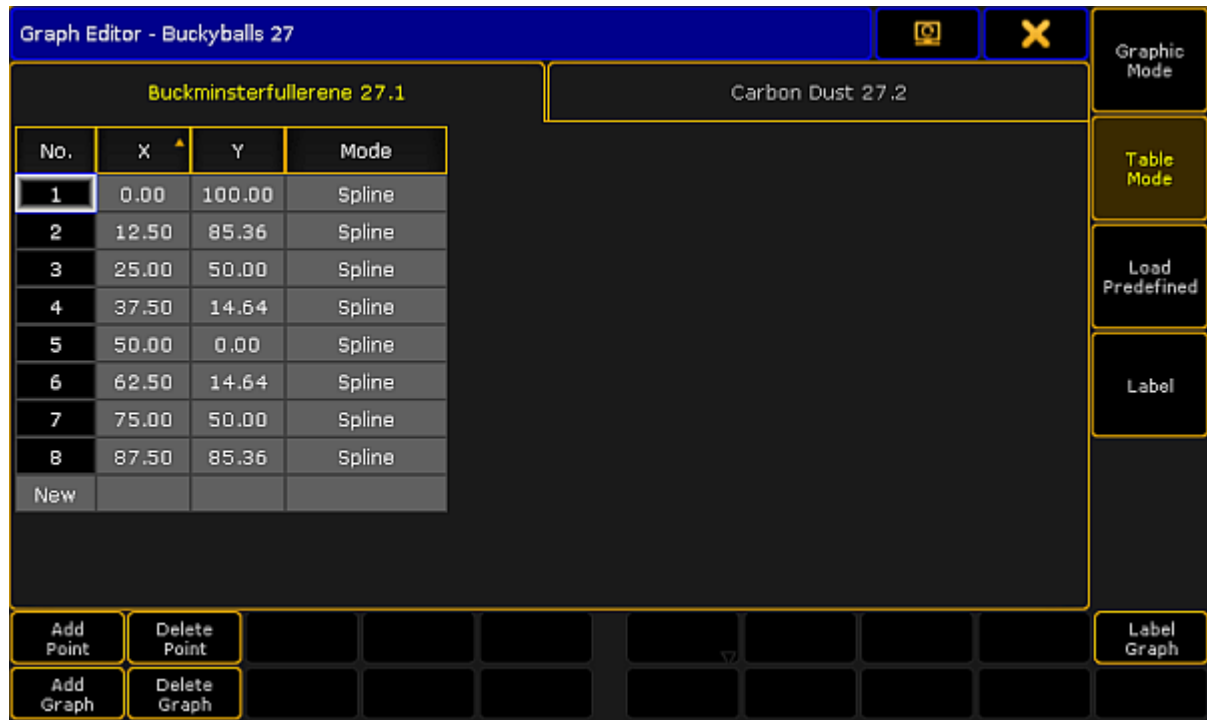 Graph Editor - Buckyballs 27
Graphic
Mode
Buckminsterfullerene 27.1
Carbon Dust 27.2
No. X Y Mode
1 0.00 100.00 Spline
2 12.50 85.36 Spline
3 25.00 50.00 Spline
4 37.50 14.64 Spline
5 50.00 0.00 Spline
6 62.50 14.64 Spline
7 75.00 50.00 Spline
8 87.50 85.36 Spline
New
Table
Mode
Load
Predefined
Label
Add
Point
Delete
Point
Label
Graph
Add
Graph
Delete
Graph